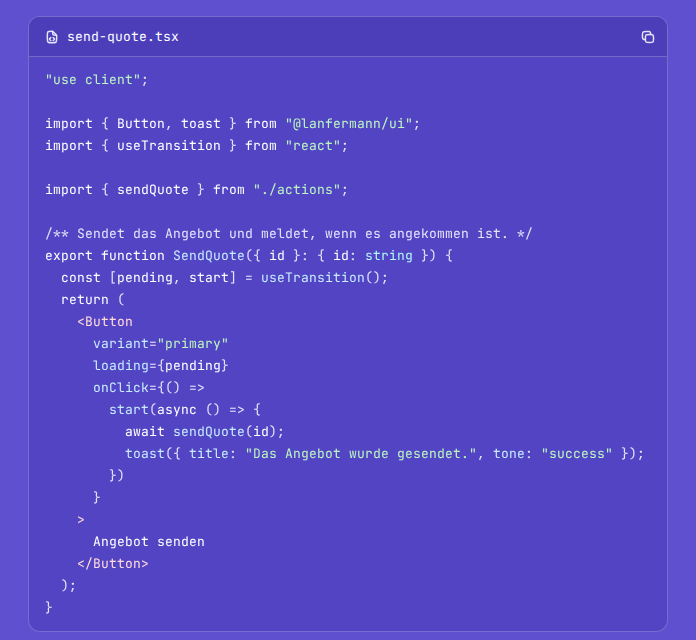 send-quote.tsx
"use client";

import { Button, toast } from "@lanfermann/ui";
import { useTransition } from "react";

import { sendQuote } from "./actions";

/** Sendet das Angebot und meldet, wenn es angekommen ist. */
export function SendQuote({ id }: { id: string }) {
  const [pending, start] = useTransition();
  return (
    <Button
      variant="primary"
      loading={pending}
      onClick={() =>
        start(async () => {
          await sendQuote(id);
          toast({ title: "Das Angebot wurde gesendet.", tone: "success" });
        })
      }
    >
      Angebot senden
    </Button>
  );
}